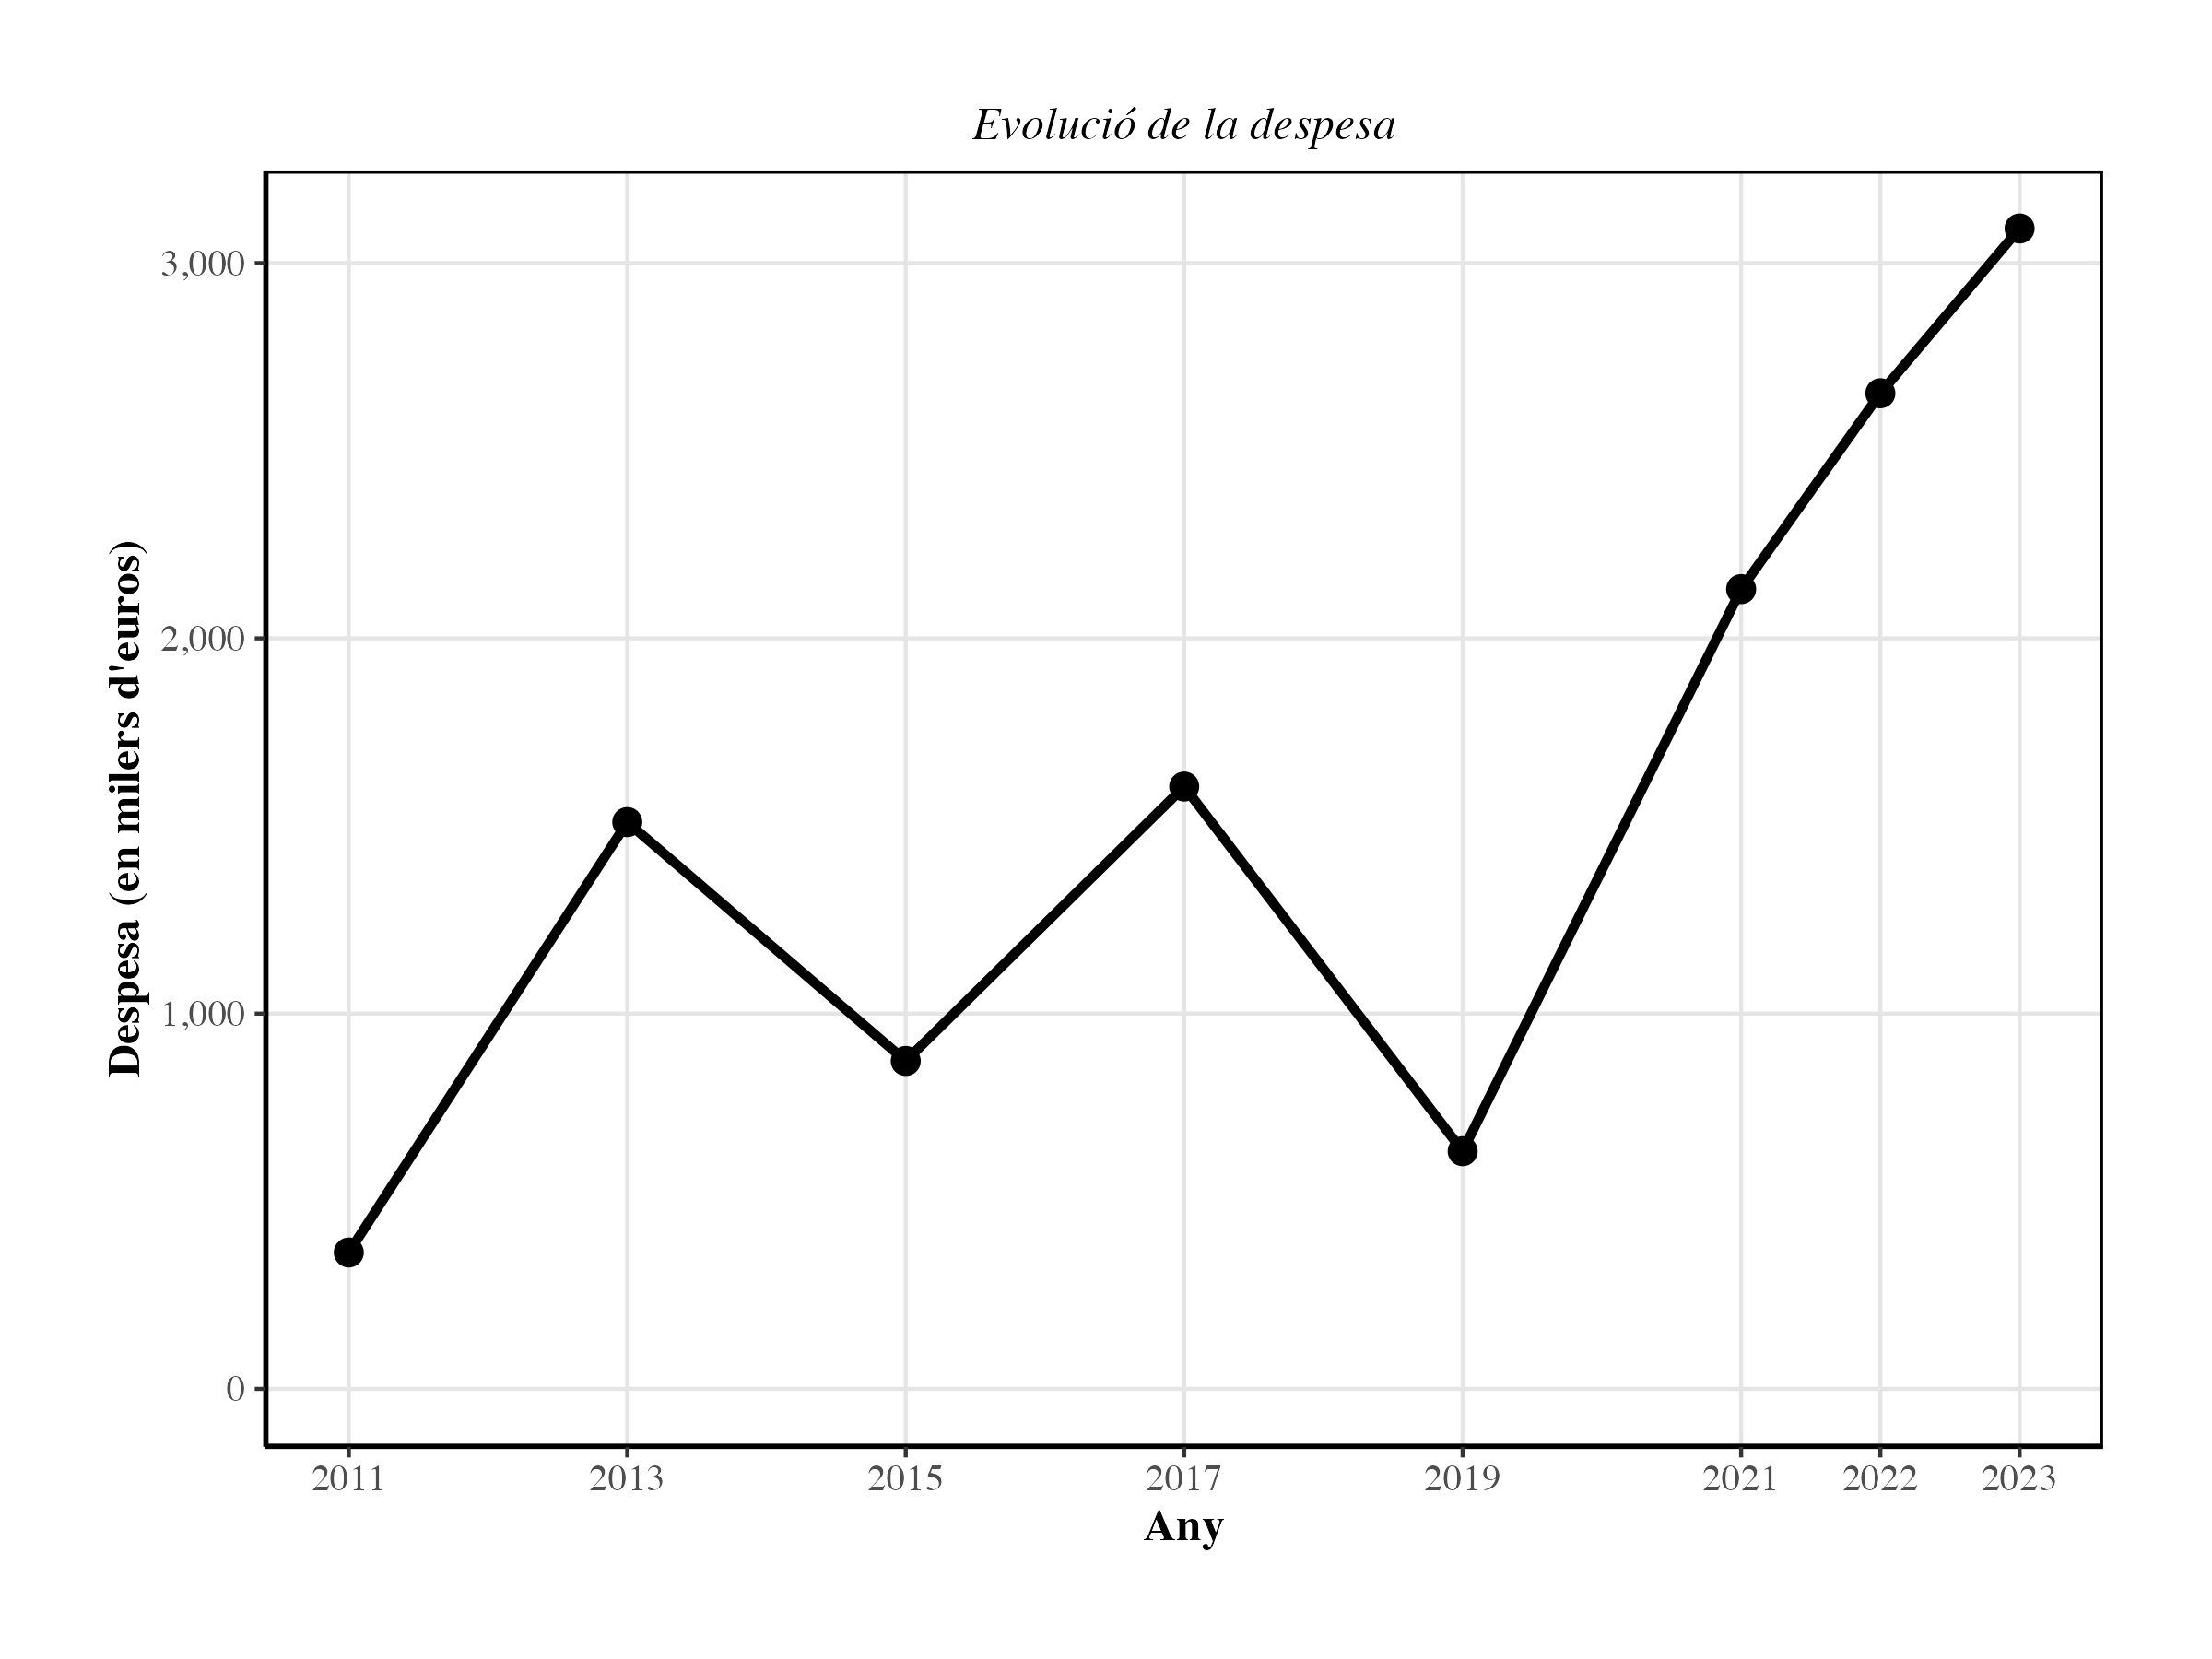 Evolució de la despesa
Despesa (en milers d'euros)
3,000
2,000
1,000
0
2011 2013 2015 2017 2019 2021 2022 2023
Any